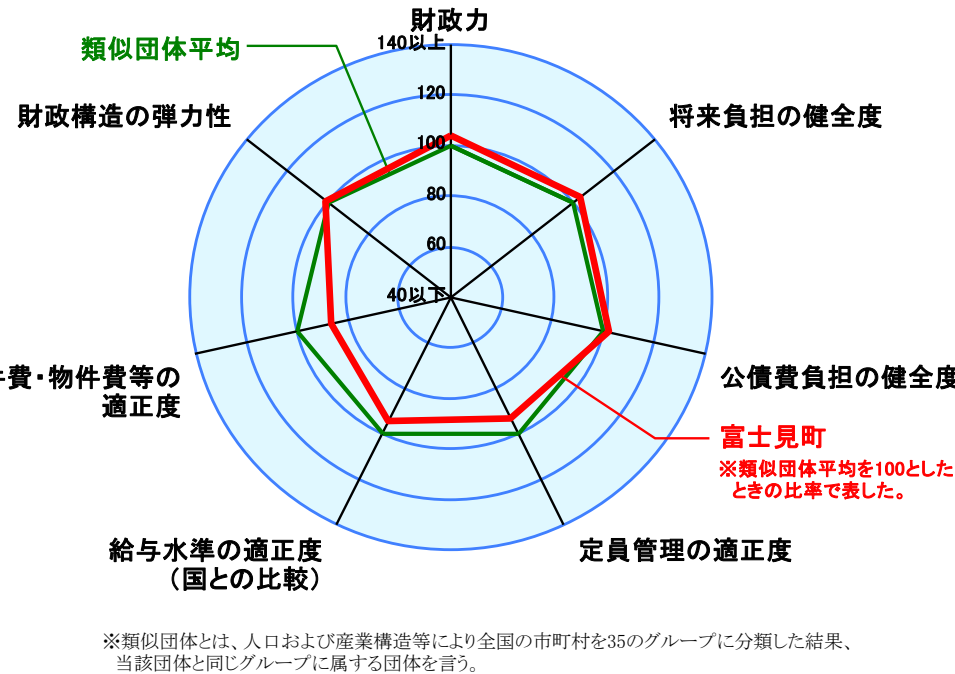 財政力
140以上
類似団体平均
120
財政構造の弾力性
将来負担の健全度
100
80
60
40以下
費・物件費等の
適正度
公債費負担の健全度
富士見町
※類似団体平均を100とした
ときの比率で表した。
給与水準の適正度
（国との比較）
定員管理の適正度
※類似団体とは、人口および産業構造等により全国の市町村を35のグループに分類した結果、
当該団体と同じグループに属する団体を言う。